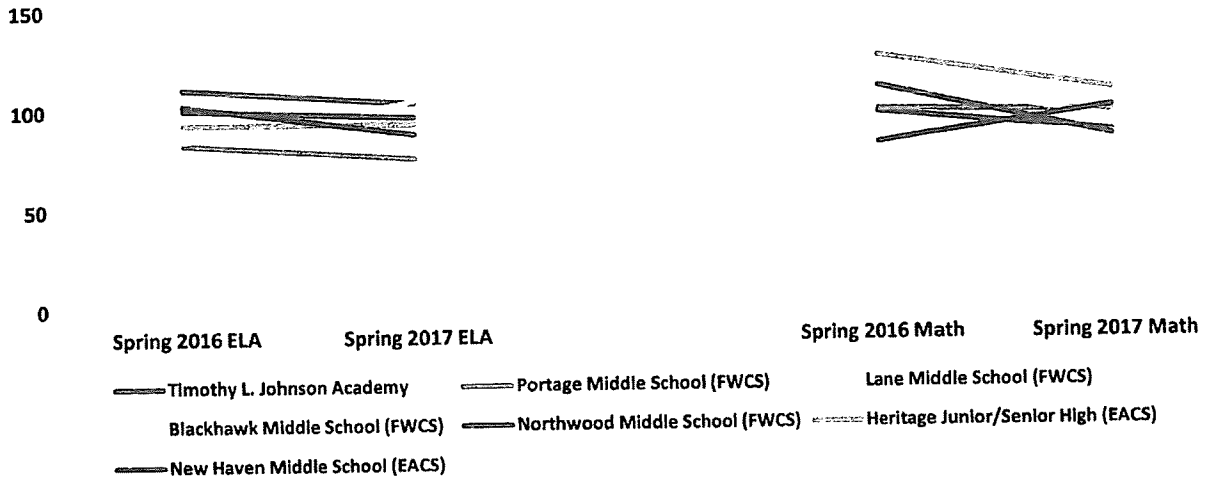 150
100
50
0
Spring 2016 ELA Spring 2017 ELA Spring 2016 Math Spring 2017 Math
Timothy L. Johnson Academy Portage Middle School (FWCS) Lane Middle School (FWCS)
Blackhawk Middle School (FWCS) Northwood Middle School (FWCS) Heritage Junior/Senior High (EACS)
New Haven Middle School (EACS)